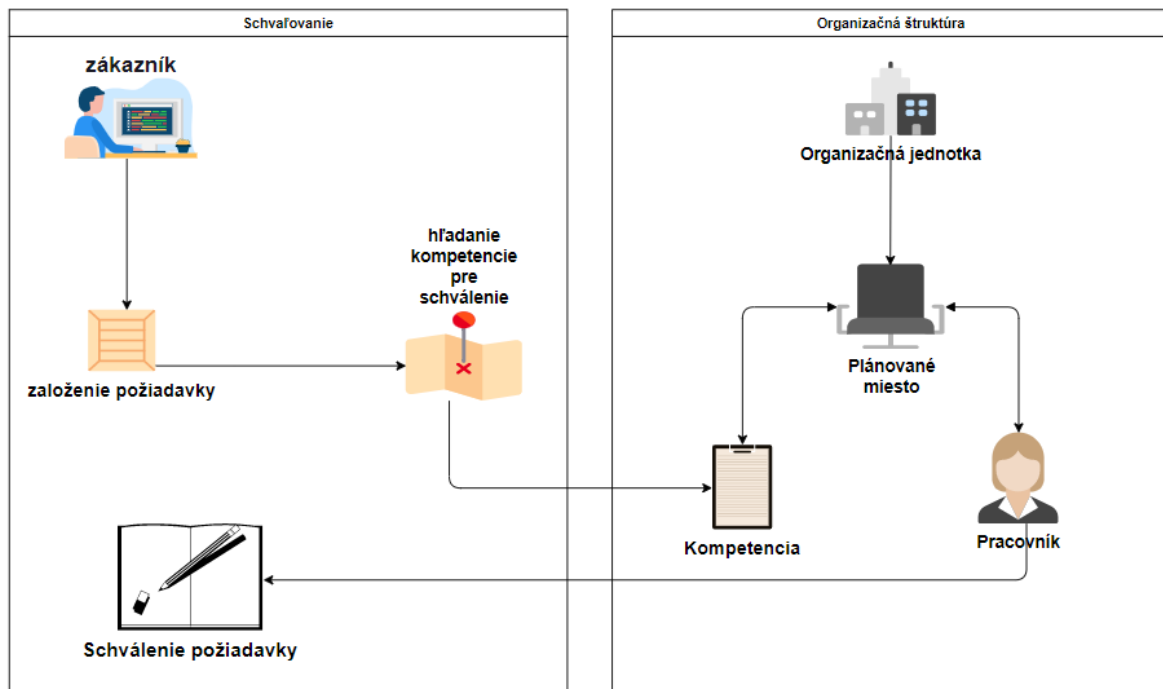 Schvaľovanie
zákazník
založenie požiadavky
hľadanie
kompetencie
pre
schválenie
Schválenie požiadavky
Organizačná štruktúra
Organizačná jednotka
Plánované
miesto
Kompetencia
Pracovník